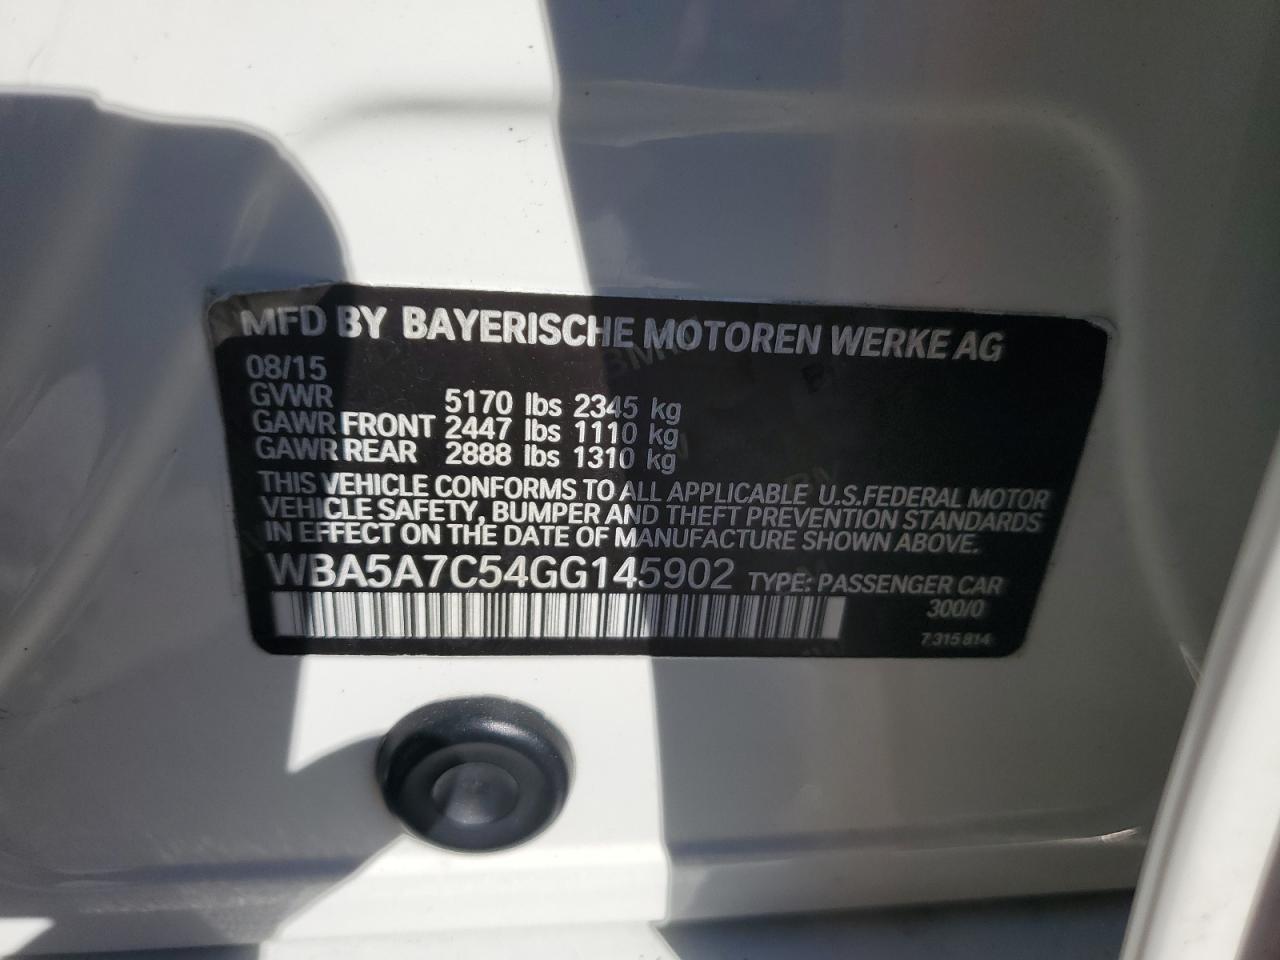 MFD BY BAYERISCHE MOTOREN WERKE AG
08/15
GVWR 5170 lbs 2345 kg
GAWR FRONT 2447 lbs 1110 kg
GAWR REAR 2888 lbs 1310 kg
THIS VEHICLE CONFORMS TO ALL APPLICABLE U.S.FEDERAL MOTOR
VEHICLE SAFETY, BUMPER AND THEFT PREVENTION STANDARDS
IN EFFECT ON THE DATE OF MANUFACTURE SHOWN ABOVE.
WBA5A7C54GG145902 TYPE: PASSENGER CAR
300/0
7 315 814